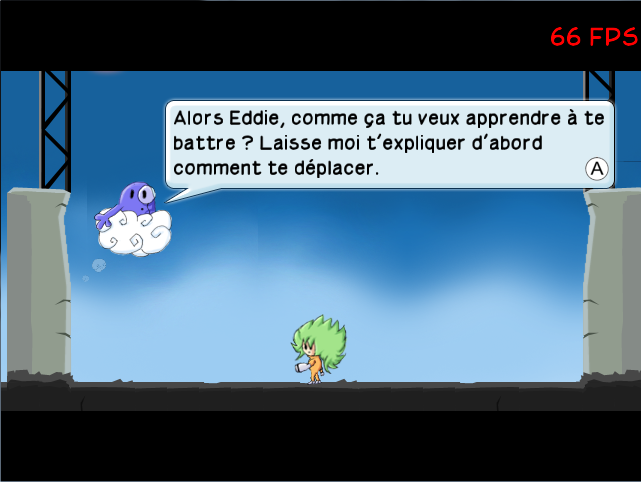 66 FPS
Alors Eddie, comme ça tu veux apprendre à te
battre ? Laisse moi t'expliquer d'abord
comment te déplacer.
A